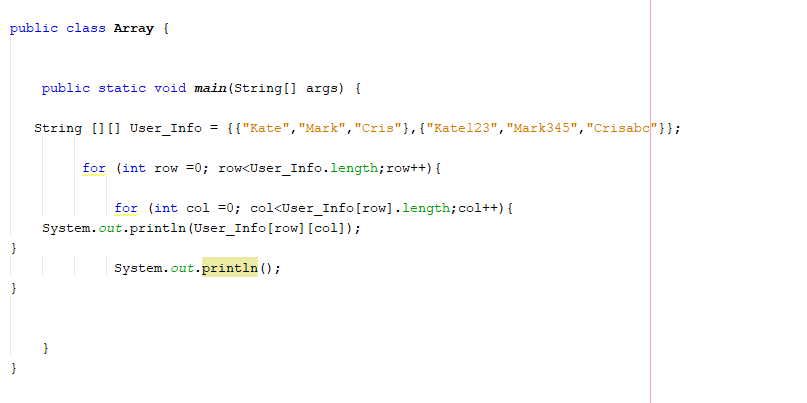 public class Array {
public static void main(String[] args) {
String [][] User_Info = {{"Kate","Mark","Cris"},{"Kate123","Mark345","Crisabc"}};
for (int row =0; row<User_Info.length;row++){
for (int col =0; col<User_Info[row].length;col++){
System.out.println(User_Info[row][col]);
}
System.out.println();
}
}
}